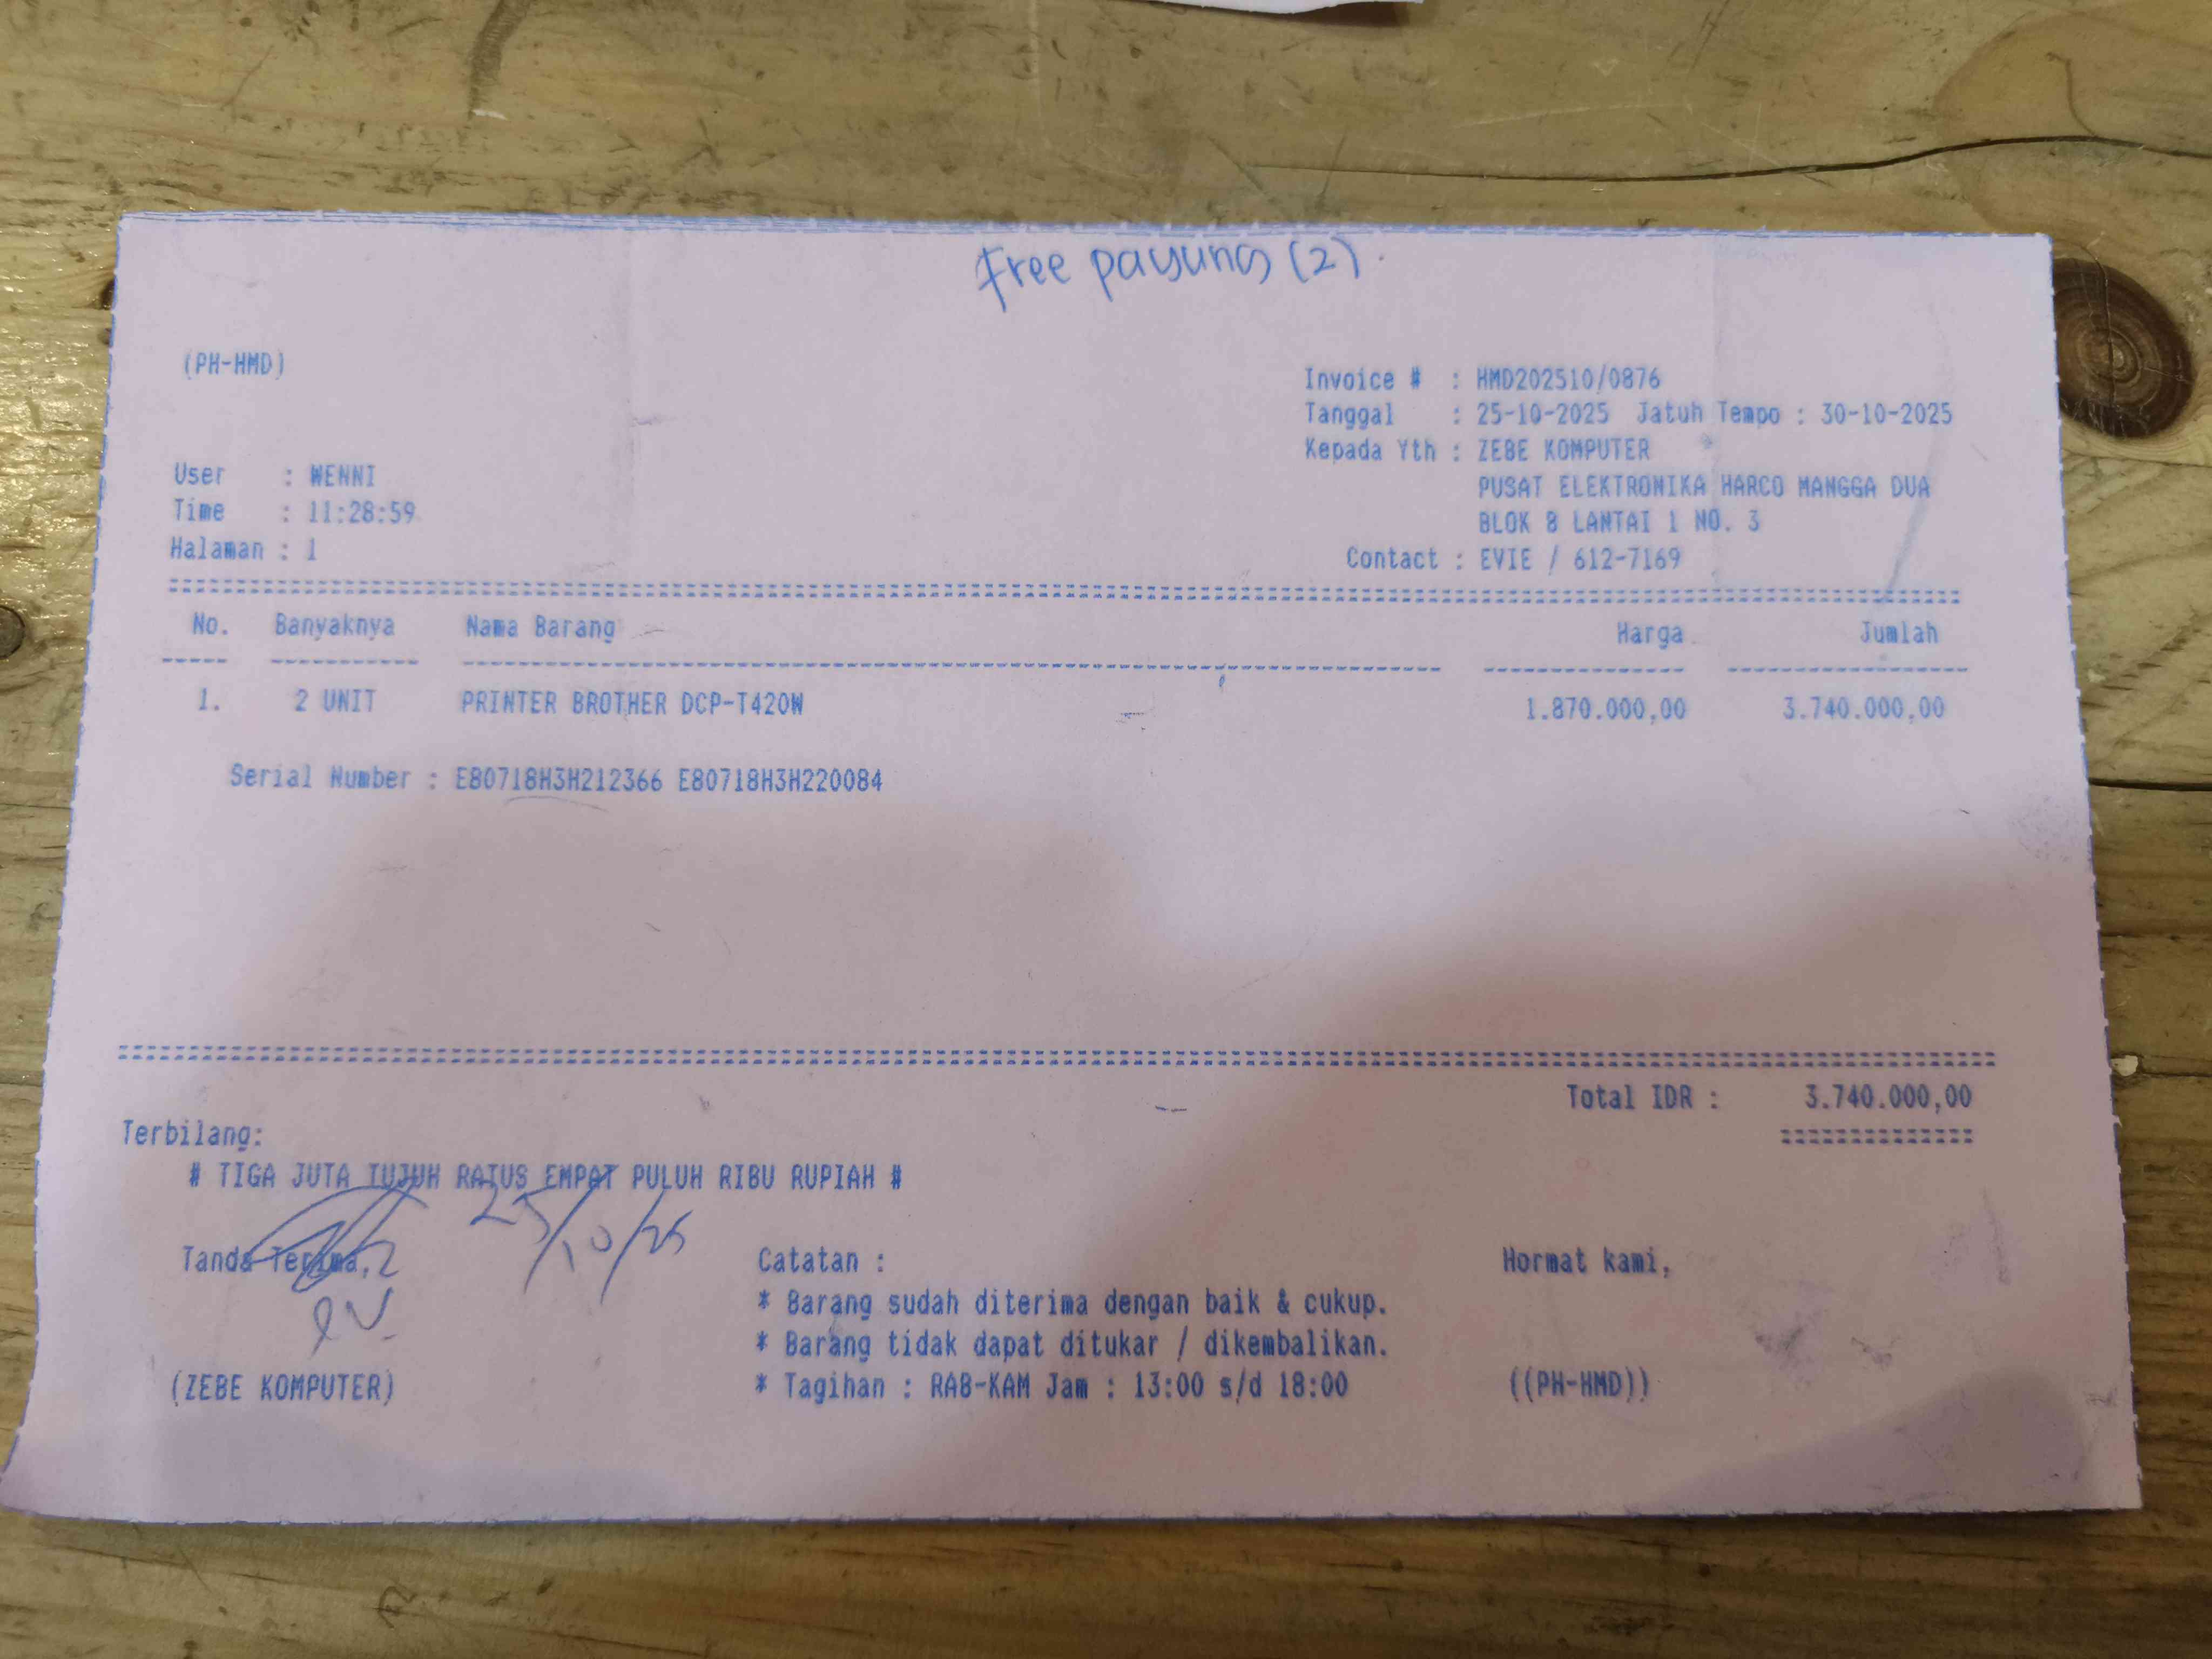 Free payung (2).
(PH-HMD)
Invoice # : HMD202510/0876
Tanggal : 25-10-2025 Jatuh Tempo : 30-10-2025
Kepada Yth : ZEBE KOMPUTER
PUSAT ELEKTRONIKA HARCO MANGGA DUA
BLOK B LANTAI 1 NO. 3
Contact : EVIE / 612-7169
User : WENNI
Time : 11:28:59
Halaman : 1
No. Banyaknya Nama Barang Harga Jumlah
1. 2 UNIT PRINTER BROTHER DCP-T420W 1.870.000,00 3.740.000,00
Serial Number : E80718H3H212366 E80718H3H220084
Total IDR : 3.740.000,00
Terbilang:
# TIGA JUTA TUJUH RATUS EMPAT PULUH RIBU RUPIAH #
25/10/25
Tanda Terima,
Catatan :
* Barang sudah diterima dengan baik & cukup.
* Barang tidak dapat ditukar / dikembalikan.
* Tagihan : RAB-KAM Jam : 13:00 s/d 18:00
Hormat kami,
(ZEBE KOMPUTER)
((PH-HMD))